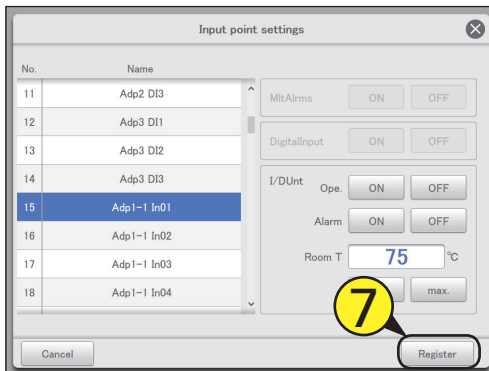 Input point settings
No. Name
11 Adp2 DI3
12 Adp3 DI1
13 Adp3 DI2
14 Adp3 DI3
15 Adp1-1 In01
16 Adp1-1 In02
17 Adp1-1 In03
18 Adp1-1 In04
MltAlrms ON OFF
DigitalInput ON OFF
I/DUnt Ope. ON OFF
Alarm ON OFF
Room T 75 °C
max.
7
Cancel Register